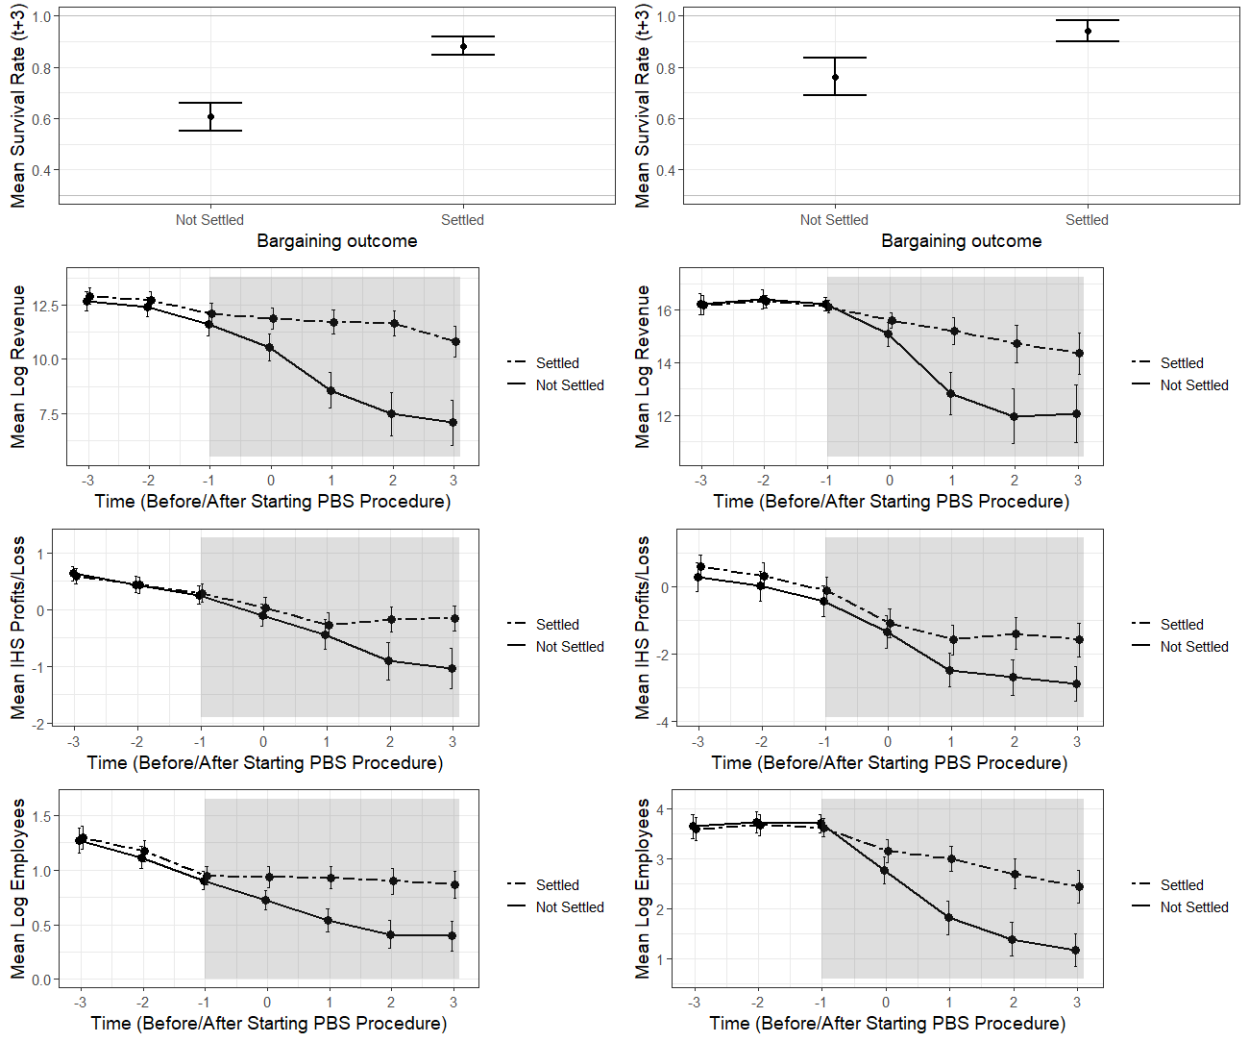 Mean Survival Rate (t+3)
1.0
0.8
0.6
0.4
Not Settled Settled
Bargaining outcome
Mean Survival Rate (t+3)
1.0
0.8
0.6
0.4
Not Settled Settled
Bargaining outcome
Mean Log Revenue
12.5
10.0
7.5
-3 -2 -1 0 1 2 3
Time (Before/After Starting PBS Procedure)
Settled
Not Settled
Mean Log Revenue
16
14
12
-3 -2 -1 0 1 2 3
Time (Before/After Starting PBS Procedure)
Settled
Not Settled
Mean IHS Profits/Loss
1
0
-1
-2
-3 -2 -1 0 1 2 3
Time (Before/After Starting PBS Procedure)
Settled
Not Settled
Mean IHS Profits/Loss
0
-2
-4
-3 -2 -1 0 1 2 3
Time (Before/After Starting PBS Procedure)
Settled
Not Settled
Mean Log Employees
1.5
1.0
0.5
0.0
-3 -2 -1 0 1 2 3
Time (Before/After Starting PBS Procedure)
Settled
Not Settled
Mean Log Employees
4
3
2
1
-3 -2 -1 0 1 2 3
Time (Before/After Starting PBS Procedure)
Settled
Not Settled